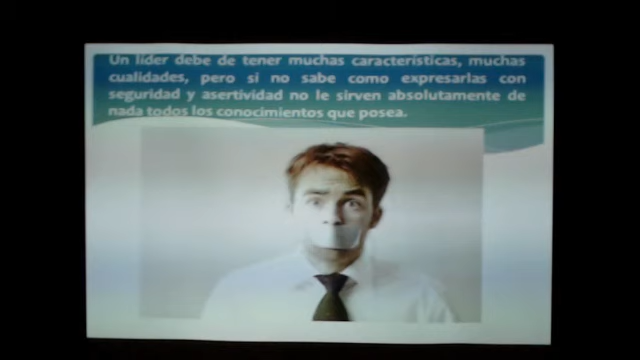 Un líder debe de tener muchas características, muchas
cualidades, pero si no sabe como expresarlas con
seguridad y asertividad no le sirven absolutamente de
nada todos los conocimientos que posea.